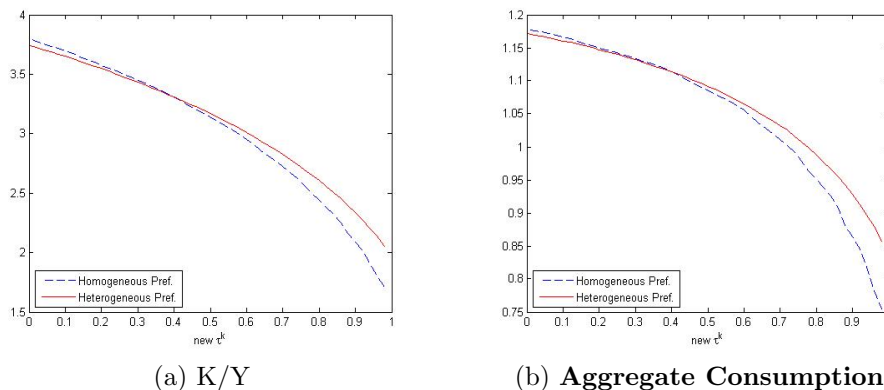 4
3.5
3
2.5
2
1.5
0 0.1 0.2 0.3 0.4 0.5 0.6 0.7 0.8 0.9 1
new τᵏ
Homogeneous Pref.
Heterogeneous Pref.
(a) K/Y
1.2
1.15
1.1
1.05
1
0.95
0.9
0.85
0.8
0.75
0 0.1 0.2 0.3 0.4 0.5 0.6 0.7 0.8 0.9
new τᵏ
Homogeneous Pref.
Heterogeneous Pref.
(b) Aggregate Consumption